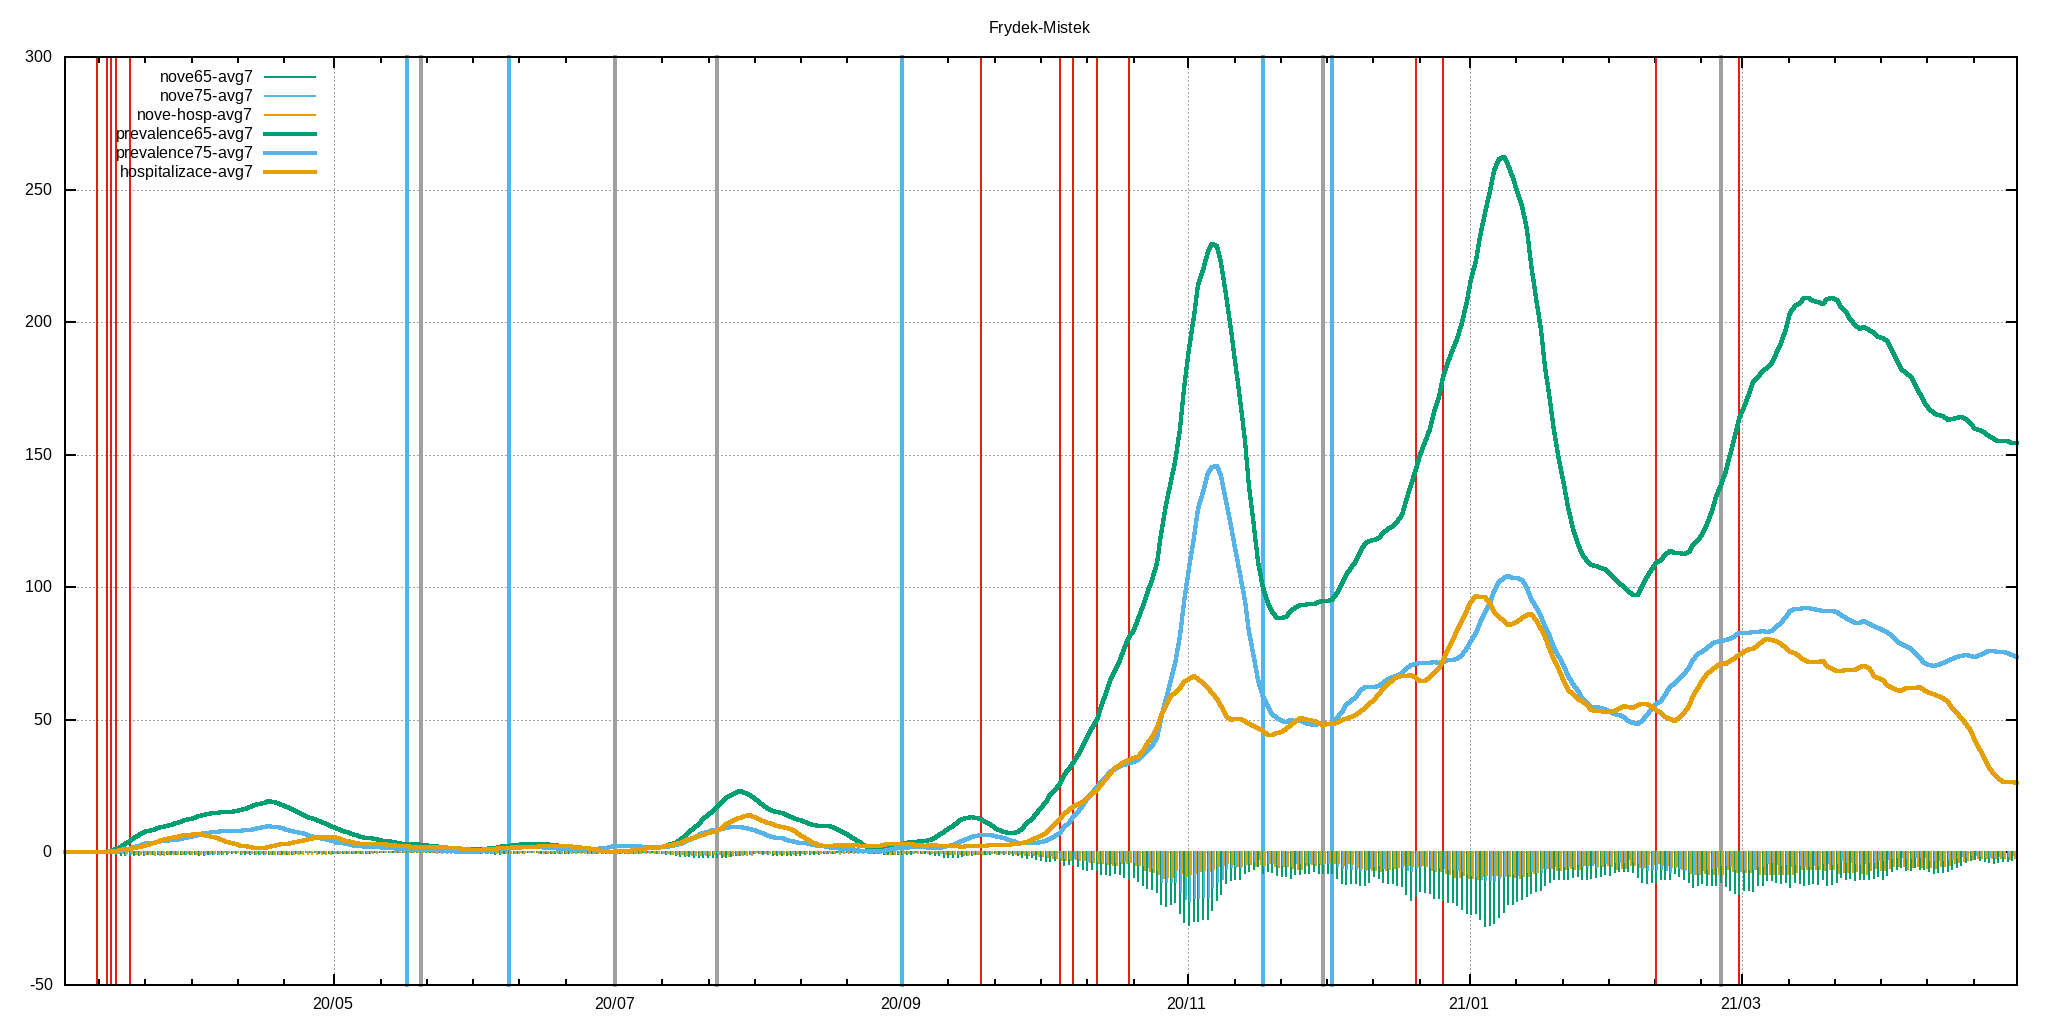 Frydek-Mistek
300
250
200
150
100
50
0
-50
nove65-avg7
nove75-avg7
nove-hosp-avg7
prevalence65-avg7
prevalence75-avg7
hospitalizace-avg7
20/05
20/07
20/09
20/11
21/01
21/03